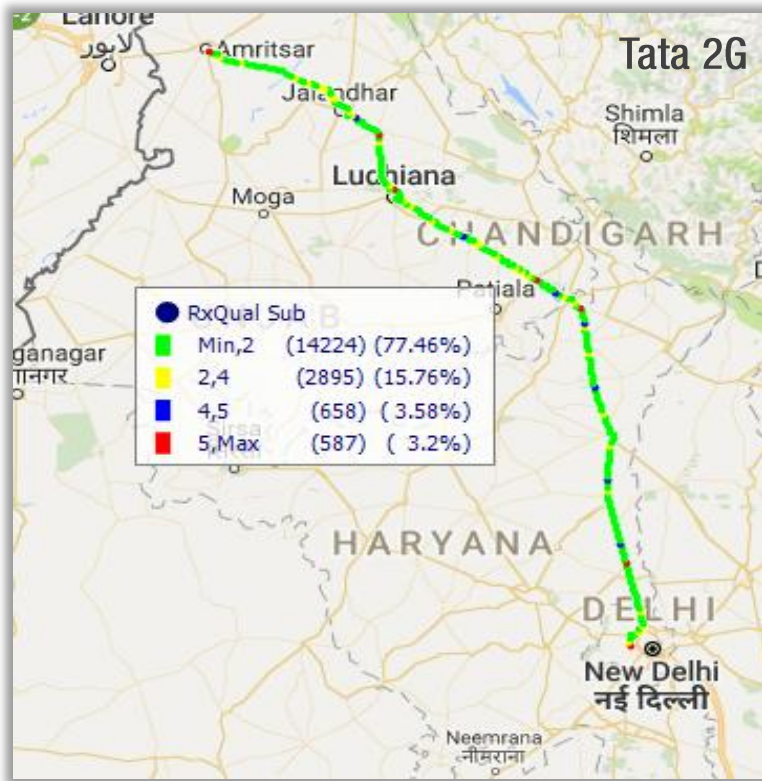 Lahore
لاہور
Amritsar
Tata 2G
Jalandhar
Shimla
शिमला
Ludhiana
Moga
CHANDIGARH
Patiala
RxQual Sub
Min,2 (14224) (77.46%)
2,4 (2895) (15.76%)
4,5 (658) ( 3.58%)
5,Max (587) ( 3.2%)
ganagar
गानगर
Sirsa
HARYANA
DELHI
New Delhi
नई दिल्ली
Neemrana
नीमराना